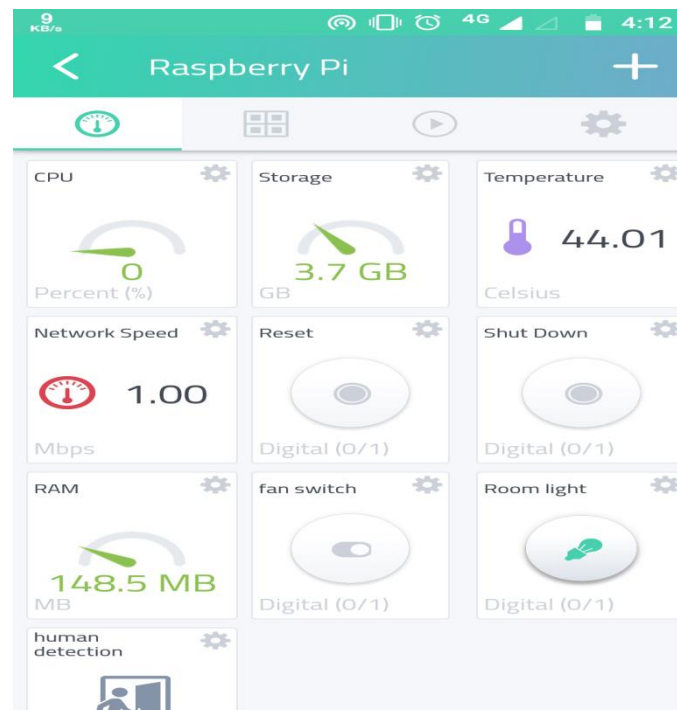 9
KB/s
4G
4:12
Raspberry Pi
CPU
0
Percent (%)
Storage
3.7 GB
GB
Temperature
44.01
Celsius
Network Speed
1.00
Mbps
Reset
Digital (0/1)
Shut Down
Digital (0/1)
RAM
148.5 MB
MB
fan switch
Digital (0/1)
Room light
Digital (0/1)
human
detection